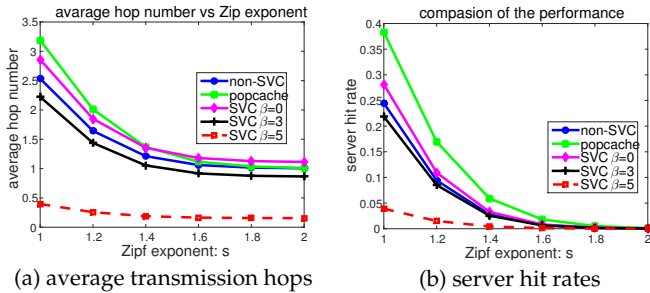 avarage hop number vs Zip exponent
average hop number
3.5
3
2.5
2
1.5
1
0.5
0
non-SVC
popcache
SVC β=0
SVC β=3
SVC β=5
1 1.2 1.4 1.6 1.8 2
Zipf exponent: s
(a) average transmission hops
compasion of the performance
server hit rate
0.4
0.35
0.3
0.25
0.2
0.15
0.1
0.05
0
non-SVC
popcache
SVC β=0
SVC β=3
SVC β=5
1 1.2 1.4 1.6 1.8 2
Zipf exponent: s
(b) server hit rates